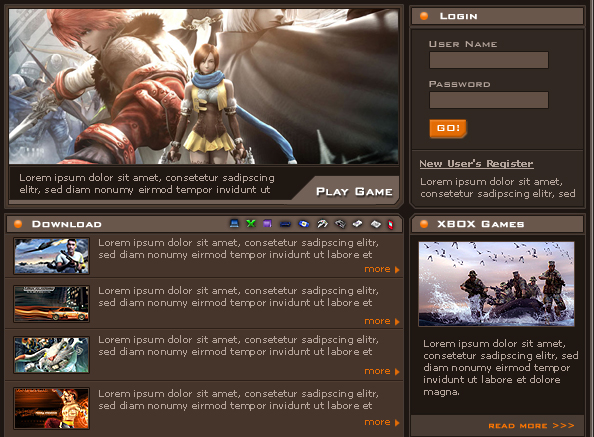 Lorem ipsum dolor sit amet, consetetur sadipscing
elitr, sed diam nonumy eirmod tempor invidunt ut
Play Game
Login
User Name
Password
GO!
New User's Register
Lorem ipsum dolor sit amet,
consetetur sadipscing elitr, sed
Download
Lorem ipsum dolor sit amet, consetetur sadipscing elitr,
sed diam nonumy eirmod tempor invidunt ut labore et
more
Lorem ipsum dolor sit amet, consetetur sadipscing elitr,
sed diam nonumy eirmod tempor invidunt ut labore et
more
Lorem ipsum dolor sit amet, consetetur sadipscing elitr,
sed diam nonumy eirmod tempor invidunt ut labore et
more
Lorem ipsum dolor sit amet, consetetur sadipscing elitr,
sed diam nonumy eirmod tempor invidunt ut labore et
more
XBOX Games
Lorem ipsum dolor sit amet,
consetetur sadipscing elitr, sed
diam nonumy eirmod tempor
invidunt ut labore et dolore
magna.
read more >>>